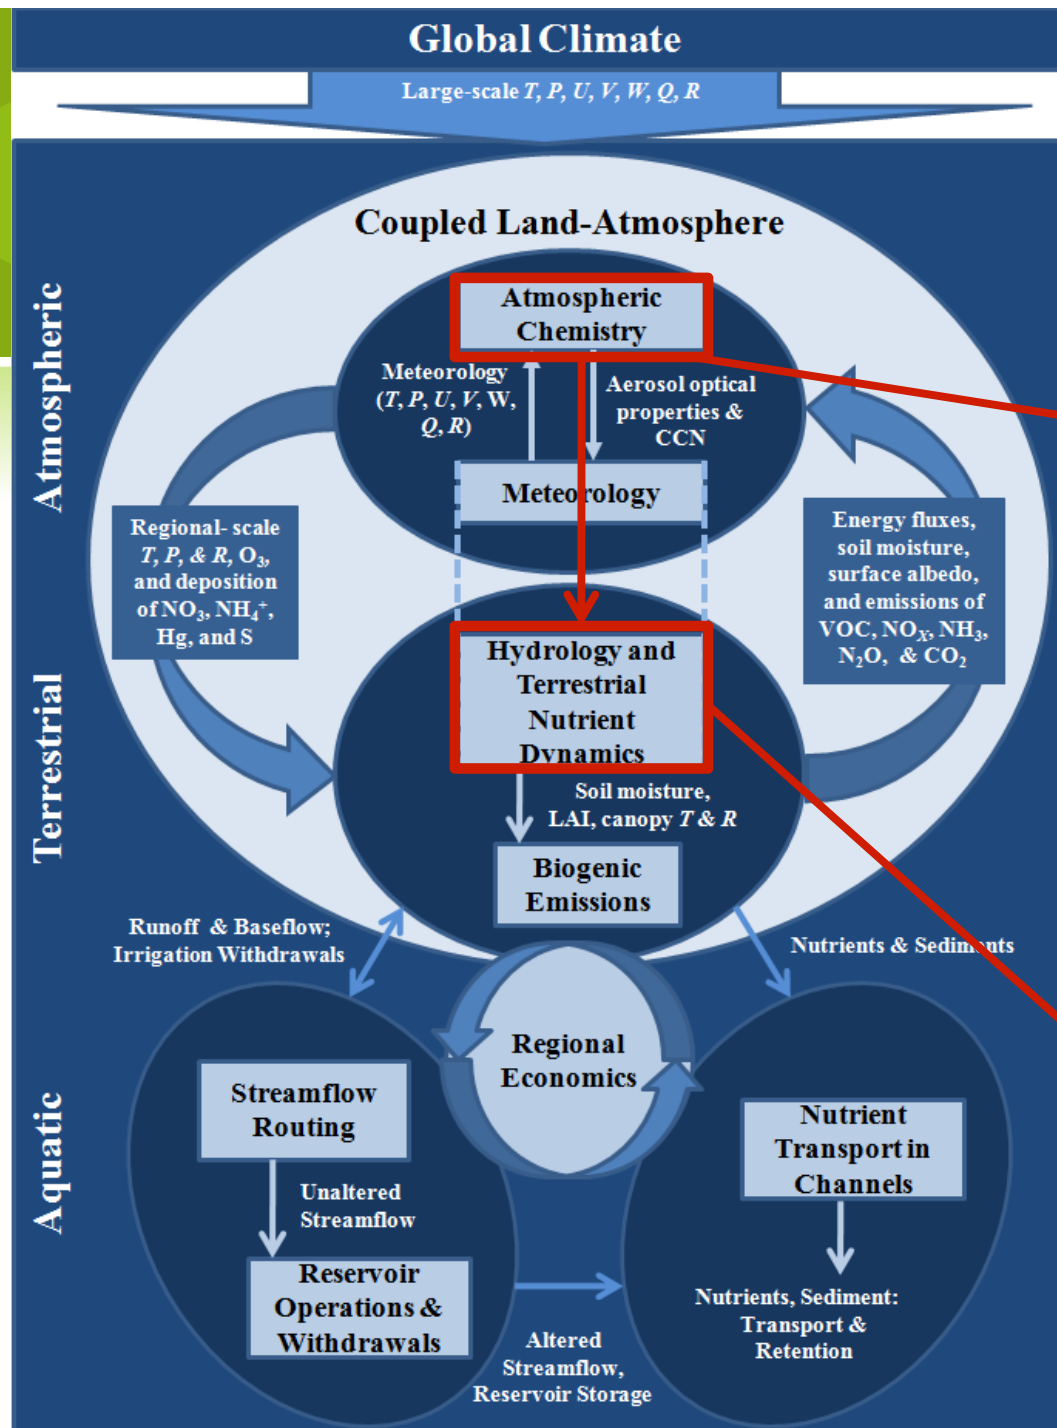 Global Climate
Large-scale T, P, U, V, W, Q, R
Coupled Land-Atmosphere
Atmospheric
Atmospheric
Chemistry
Meteorology
(T, P, U, V, W,
Q, R)
Aerosol optical
properties &
CCN
Meteorology
Regional- scale
T, P, & R, O₃,
and deposition
of NO₃, NH₄⁺,
Hg, and S
Energy fluxes,
soil moisture,
surface albedo,
and emissions of
VOC, NOX, NH₃,
N₂O, & CO₂
Terrestrial
Hydrology and
Terrestrial
Nutrient
Dynamics
Soil moisture,
LAI, canopy T & R
Biogenic
Emissions
Runoff & Baseflow;
Irrigation Withdrawals
Nutrients & Sediments
Regional
Economics
Aquatic
Streamflow
Routing
Unaltered
Streamflow
Reservoir
Operations &
Withdrawals
Altered
Streamflow,
Reservoir Storage
Nutrient
Transport in
Channels
Nutrients, Sediment:
Transport &
Retention